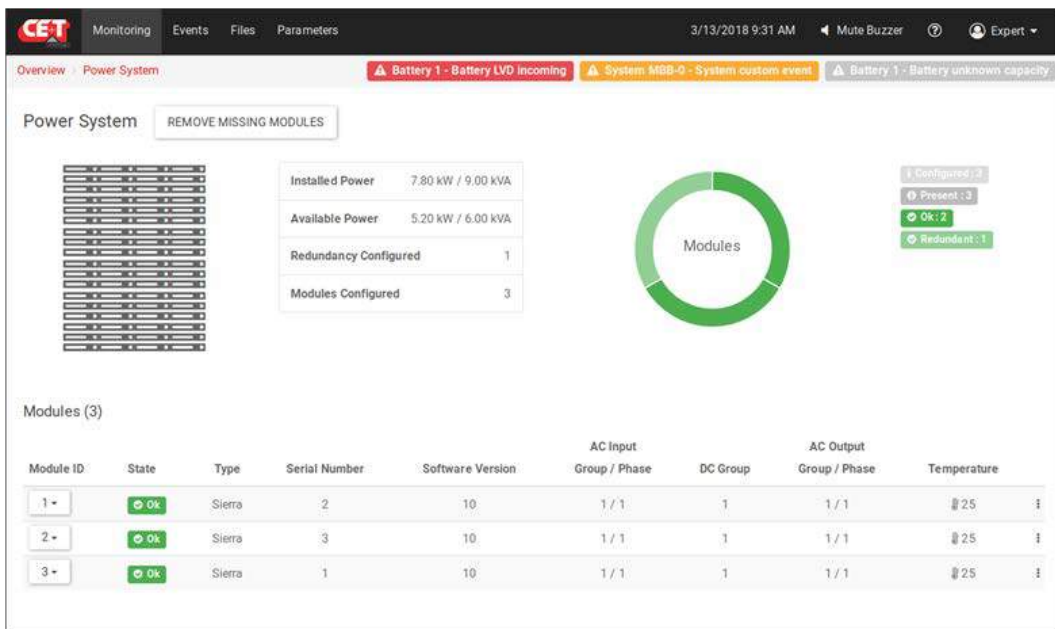 CE+T Monitoring Events Files Parameters 3/13/2018 9:31 AM Mute Buzzer ? Expert
Overview > Power System Battery 1 - Battery LVD incoming System MBB-0 - System custom event Battery 1 - Battery unknown capacity
Power System REMOVE MISSING MODULES
Installed Power 7.80 kW / 9.00 kVA
Available Power 5.20 kW / 6.00 kVA
Redundancy Configured 1
Modules Configured 3
Modules
Configured : 3
Present : 3
Ok : 2
Redundant : 1
Modules (3)
AC Input AC Output
Module ID State Type Serial Number Software Version Group / Phase DC Group Group / Phase Temperature
1 Ok Sierra 2 10 1 / 1 1 1 / 1 25
2 Ok Sierra 3 10 1 / 1 1 1 / 1 25
3 Ok Sierra 1 10 1 / 1 1 1 / 1 25